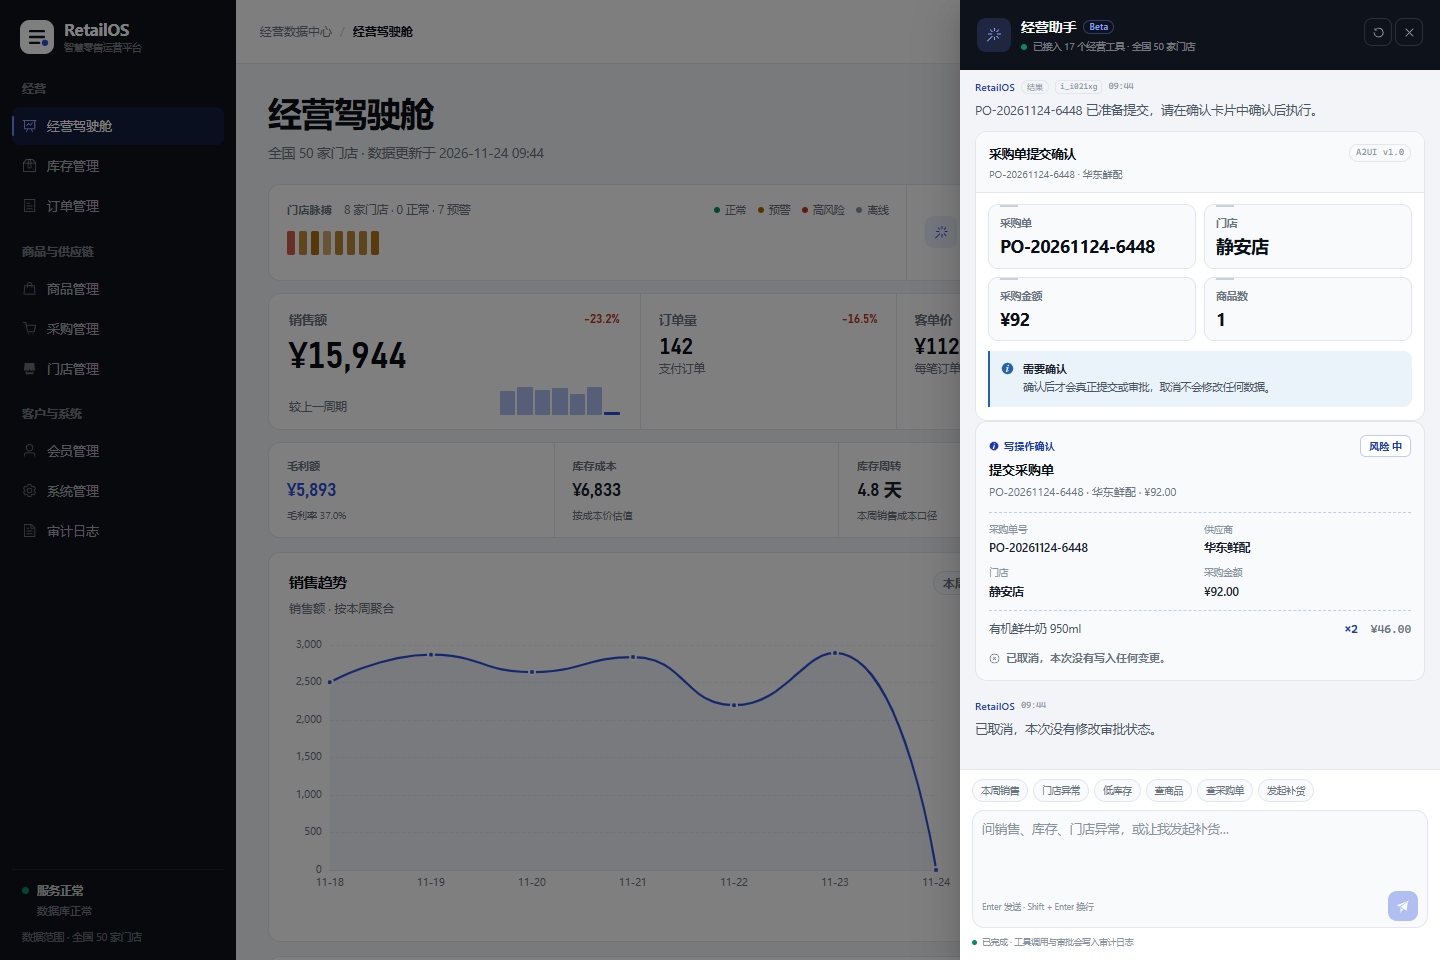 RetailOS
智慧零售运营平台
经营
经营驾驶舱
库存管理
订单管理
商品与供应链
商品管理
采购管理
门店管理
客户与系统
会员管理
系统管理
审计日志
服务正常
数据库正常
数据范围 · 全国 50 家门店
经营数据中心 / 经营驾驶舱
经营驾驶舱
全国 50 家门店 · 数据更新于 2026-11-24 09:44
门店脉搏 8 家门店 · 0 正常 · 7 预警
正常 预警 高风险 离线
销售额 -23.2%
¥15,944
较上一周期
订单量 -16.5%
142
支付订单
客单价
¥112
每笔订单
毛利额
¥5,893
毛利率 37.0%
库存成本
¥6,833
按成本价估值
库存周转
4.8 天
本周销售成本口径
销售趋势
销售额 · 按本周聚合
本周
3,000
2,500
2,000
1,500
1,000
500
0
11-18 11-19 11-20 11-21 11-22 11-23 11-24
经营助手 Beta
已接入 17 个经营工具 · 全国 50 家门店
RetailOS 结果 i_i021xg 09:44
PO-20261124-6448 已准备提交，请在确认卡片中确认后执行。
采购单提交确认 A2UI v1.0
PO-20261124-6448 · 华东鲜配
采购单
PO-20261124-6448
门店
静安店
采购金额
¥92
商品数
1
需要确认
确认后才会真正提交或审批，取消不会修改任何数据。
写操作确认 风险 中
提交采购单
PO-20261124-6448 · 华东鲜配 · ¥92.00
采购单号
PO-20261124-6448
供应商
华东鲜配
门店
静安店
采购金额
¥92.00
有机鲜牛奶 950ml ×2 ¥46.00
已取消，本次没有写入任何变更。
RetailOS 09:44
已取消，本次没有修改审批状态。
本周销售 门店异常 低库存 查商品 查采购单 发起补货
问销售、库存、门店异常，或让我发起补货...
Enter 发送 · Shift + Enter 换行
已完成 · 工具调用与审批会写入审计日志